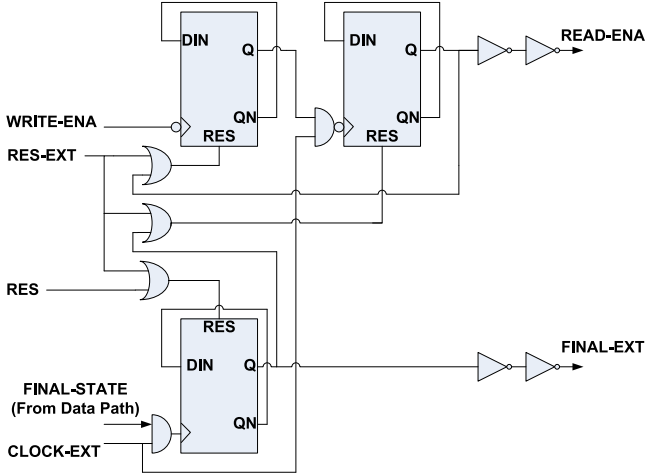 DIN
Q
QN
RES
DIN
Q
QN
RES
READ-ENA
WRITE-ENA
RES-EXT
RES
RES
DIN
Q
QN
FINAL-EXT
FINAL-STATE
(From Data Path)
CLOCK-EXT